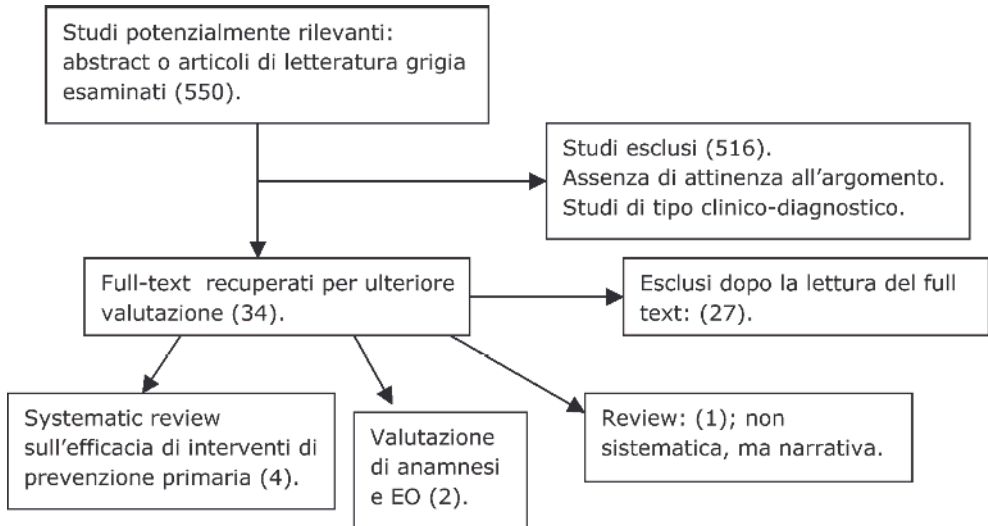 Studi potenzialmente rilevanti:
abstract o articoli di letteratura grigia
esaminati (550).
Studi esclusi (516).
Assenza di attinenza all'argomento.
Studi di tipo clinico-diagnostico.
Full-text recuperati per ulteriore
valutazione (34).
Esclusi dopo la lettura del full
text: (27).
Systematic review
sull'efficacia di interventi di
prevenzione primaria (4).
Valutazione
di anamnesi
e EO (2).
Review: (1); non
sistematica, ma narrativa.